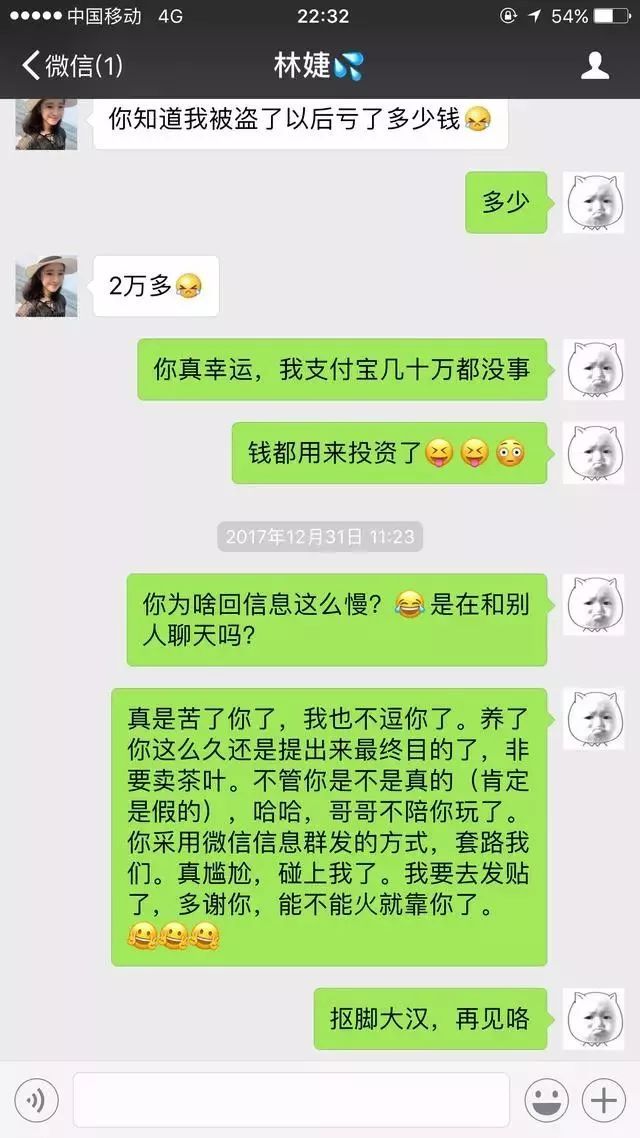 中国移动 4G 22:32 54%
微信(1) 林婕💦
你知道我被盗了以后亏了多少钱😭
多少
2万多😭
你真幸运，我支付宝几十万都没事
钱都用来投资了😝😝😳
2017年12月31日 11:23
你为啥回信息这么慢？😂是在和别
人聊天吗？
真是苦了你了，我也不逗你了。养了
你这么久还是提出来最终目的了，非
要卖茶叶。不管你是不是真的（肯定
是假的），哈哈，哥哥不陪你玩了。
你采用微信信息群发的方式，套路我
们。真尴尬，碰上我了。我要去发贴
了，多谢你，能不能火就靠你了。
🤗🤗🤗
抠脚大汉，再见咯